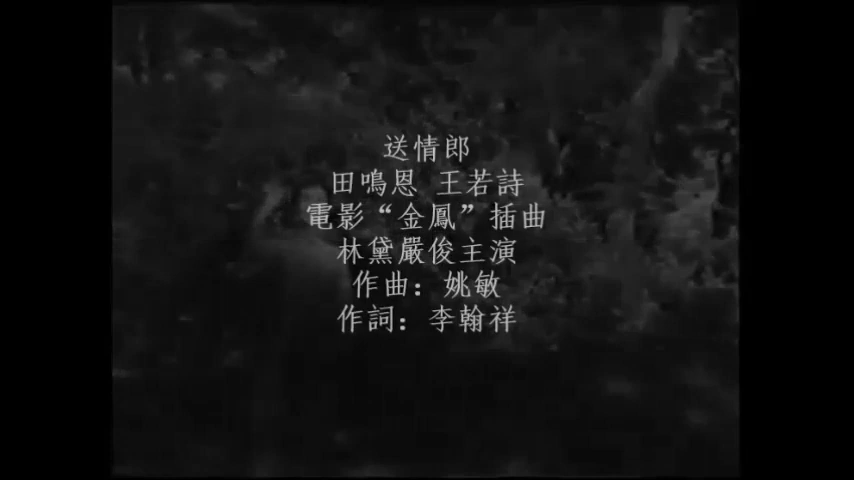 送情郎
田鳴恩 王若詩
電影“金鳳”插曲
林黛嚴俊主演
作曲：姚敏
作詞：李翰祥